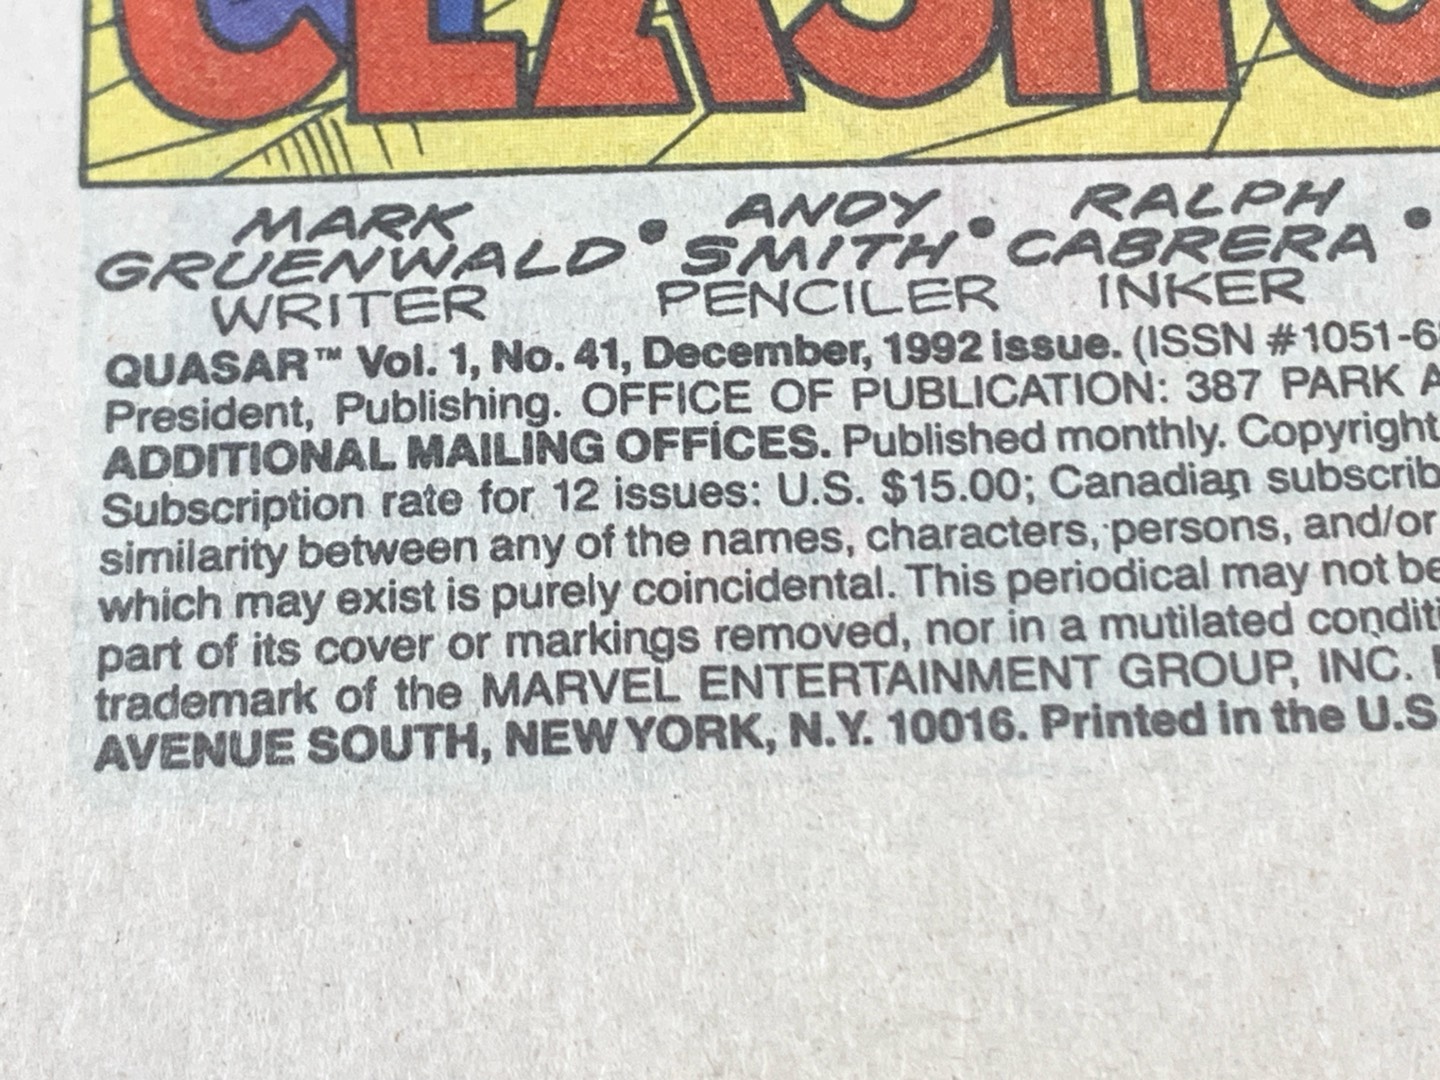 MARK GRUENWALD WRITER • ANDY SMITH PENCILER • RALPH CABRERA INKER •
QUASAR™ Vol. 1, No. 41, December, 1992 issue. (ISSN #1051-6
President, Publishing. OFFICE OF PUBLICATION: 387 PARK A
ADDITIONAL MAILING OFFICES. Published monthly. Copyright
Subscription rate for 12 issues: U.S. $15.00; Canadian subscrib
similarity between any of the names, characters, persons, and/or
which may exist is purely coincidental. This periodical may not be
part of its cover or markings removed, nor in a mutilated conditi
trademark of the MARVEL ENTERTAINMENT GROUP, INC.
AVENUE SOUTH, NEW YORK, N.Y. 10016. Printed in the U.S